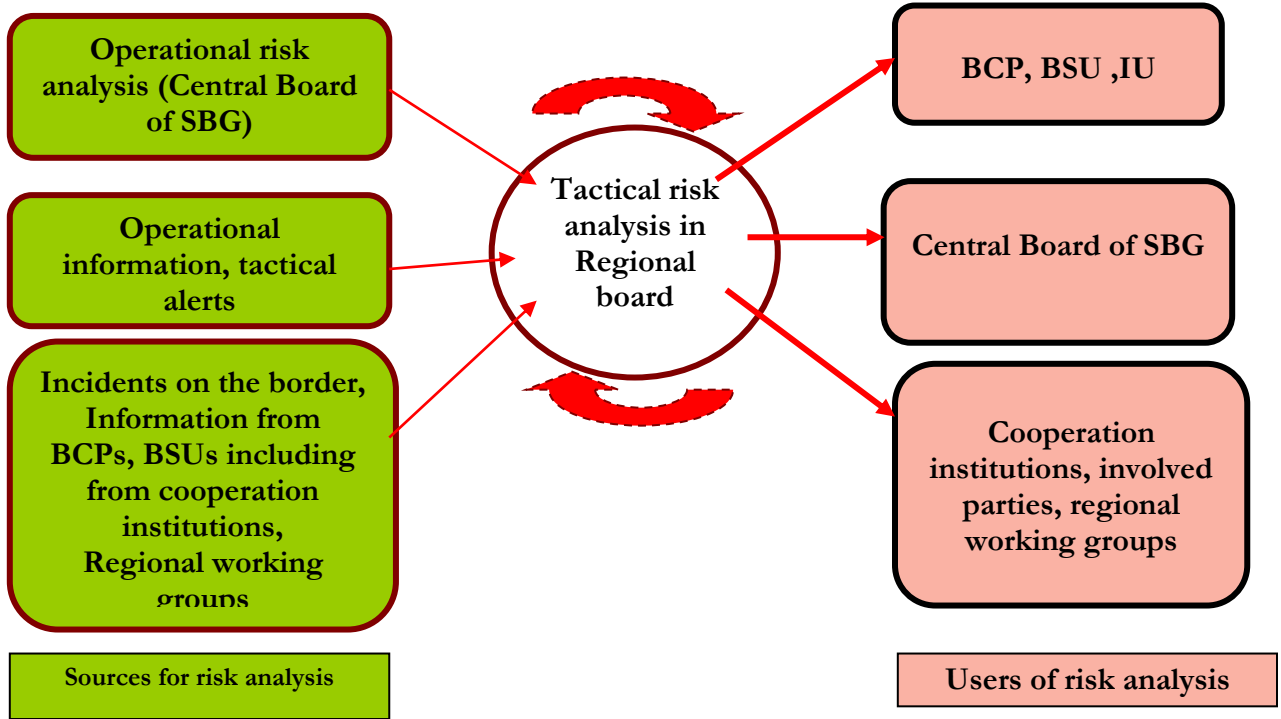 Operational risk
analysis (Central Board
of SBG)
Operational
information, tactical
alerts
Incidents on the border,
Information from
BCPs, BSUs including
from cooperation
institutions,
Regional working
groups
Sources for risk analysis
Tactical risk
analysis in
Regional
board
BCP, BSU ,IU
Central Board of SBG
Cooperation
institutions, involved
parties, regional
working groups
Users of risk analysis